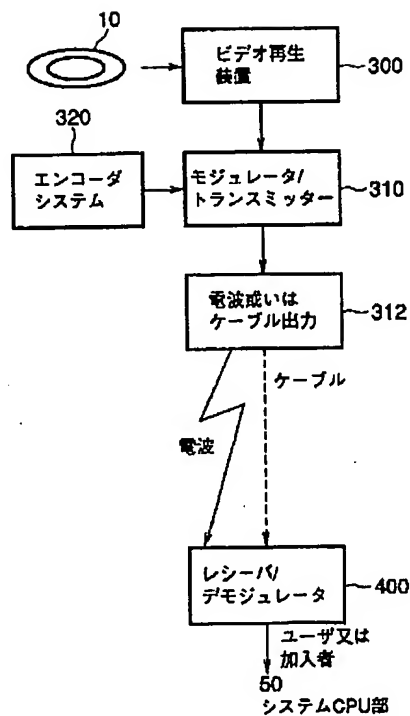 10
ビデオ再生
装置
300
320
エンコーダ
システム
モジュレータ/
トランスミッター
310
電波或いは
ケーブル出力
312
ケーブル
電波
レシーバ/
デモジュレータ
400
ユーザ又は
加入者
50
システムCPU部